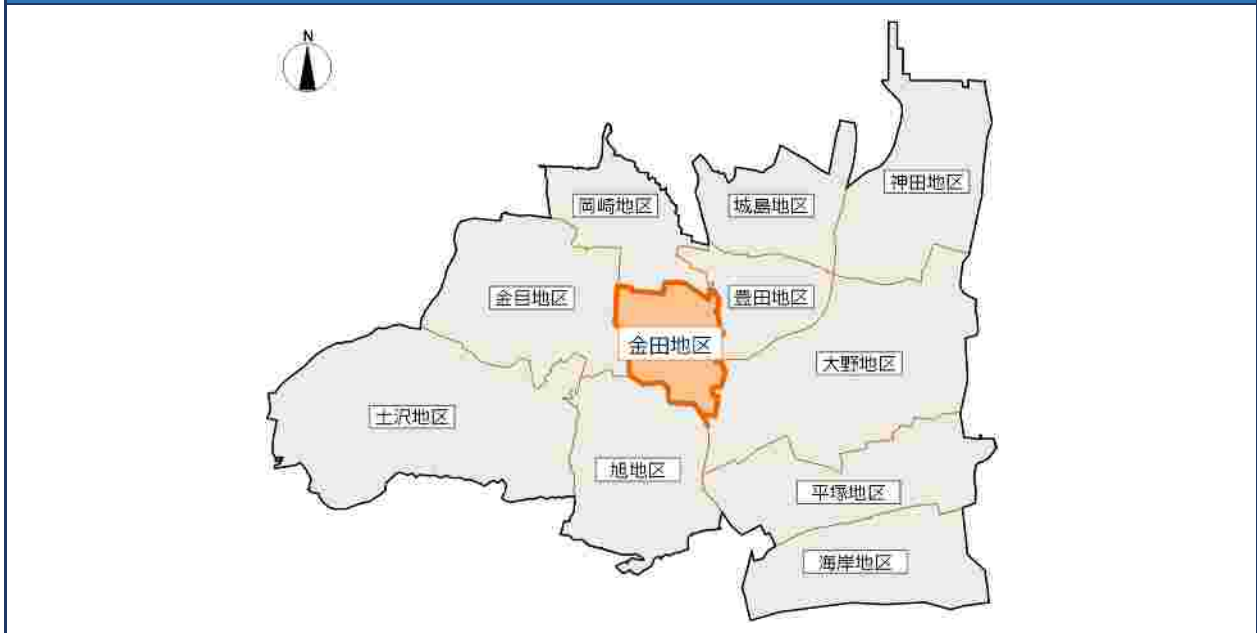 N
神田地区
岡崎地区
城島地区
金目地区
豊田地区
金田地区
大野地区
土沢地区
旭地区
平塚地区
海岸地区